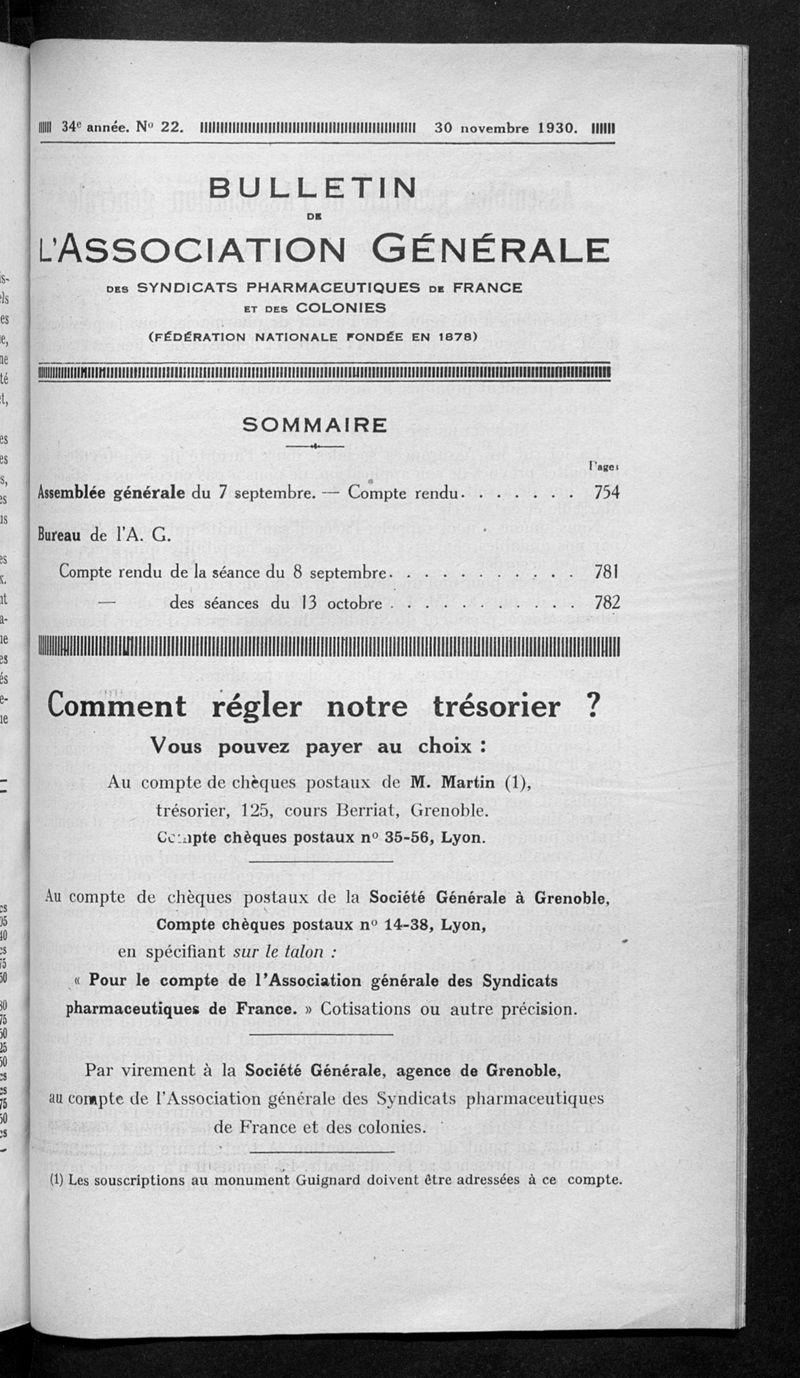 34e année. No 22. 30 novembre 1930.
BULLETIN
DE
L'ASSOCIATION GÉNÉRALE
DES SYNDICATS PHARMACEUTIQUES DE FRANCE
ET DES COLONIES
(FÉDÉRATION NATIONALE FONDÉE EN 1878)
SOMMAIRE
Pages
Assemblée générale du 7 septembre. — Compte rendu. . . . . . . 754
Bureau de l'A. G.
Compte rendu de la séance du 8 septembre. . . . . . . . . . . 781
— des séances du 13 octobre . . . . . . . . . . . 782
Comment régler notre trésorier ?
Vous pouvez payer au choix :
Au compte de chèques postaux de M. Martin (1),
trésorier, 125, cours Berriat, Grenoble.
Compte chèques postaux no 35-56, Lyon.
Au compte de chèques postaux de la Société Générale à Grenoble,
Compte chèques postaux no 14-38, Lyon,
en spécifiant sur le talon :
« Pour le compte de l'Association générale des Syndicats
pharmaceutiques de France. » Cotisations ou autre précision.
Par virement à la Société Générale, agence de Grenoble,
au compte de l'Association générale des Syndicats pharmaceutiques
de France et des colonies.
(1) Les souscriptions au monument Guignard doivent être adressées à ce compte.